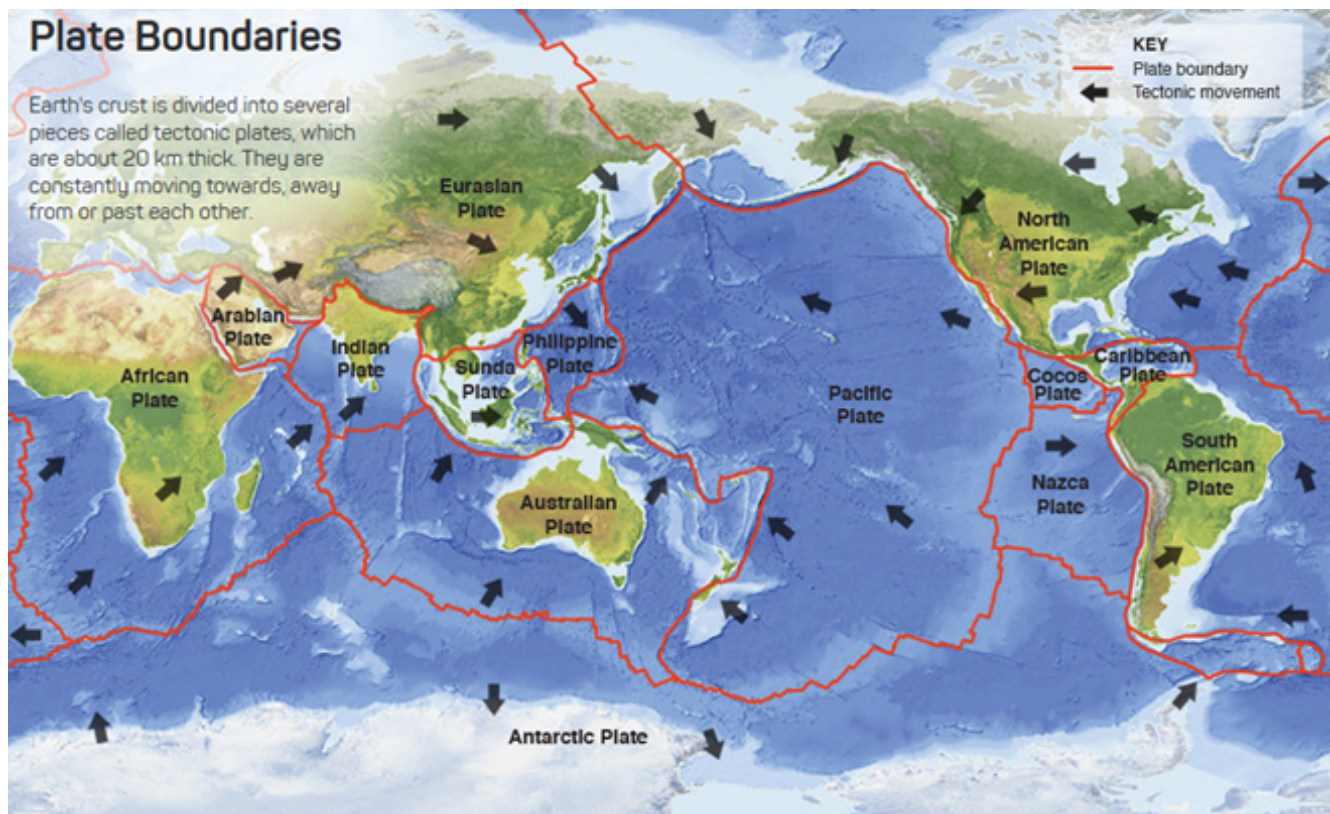 Plate Boundaries
Earth's crust is divided into several
pieces called tectonic plates, which
are about 20 km thick. They are
constantly moving towards, away
from or past each other.
KEY
Plate boundary
Tectonic movement
Eurasian
Plate
North
American
Plate
Arabian
Plate
Indian
Plate
Philippine
Plate
Sunda
Plate
African
Plate
Caribbean
Plate
Cocos
Plate
Pacific
Plate
South
American
Plate
Nazca
Plate
Australian
Plate
Antarctic Plate